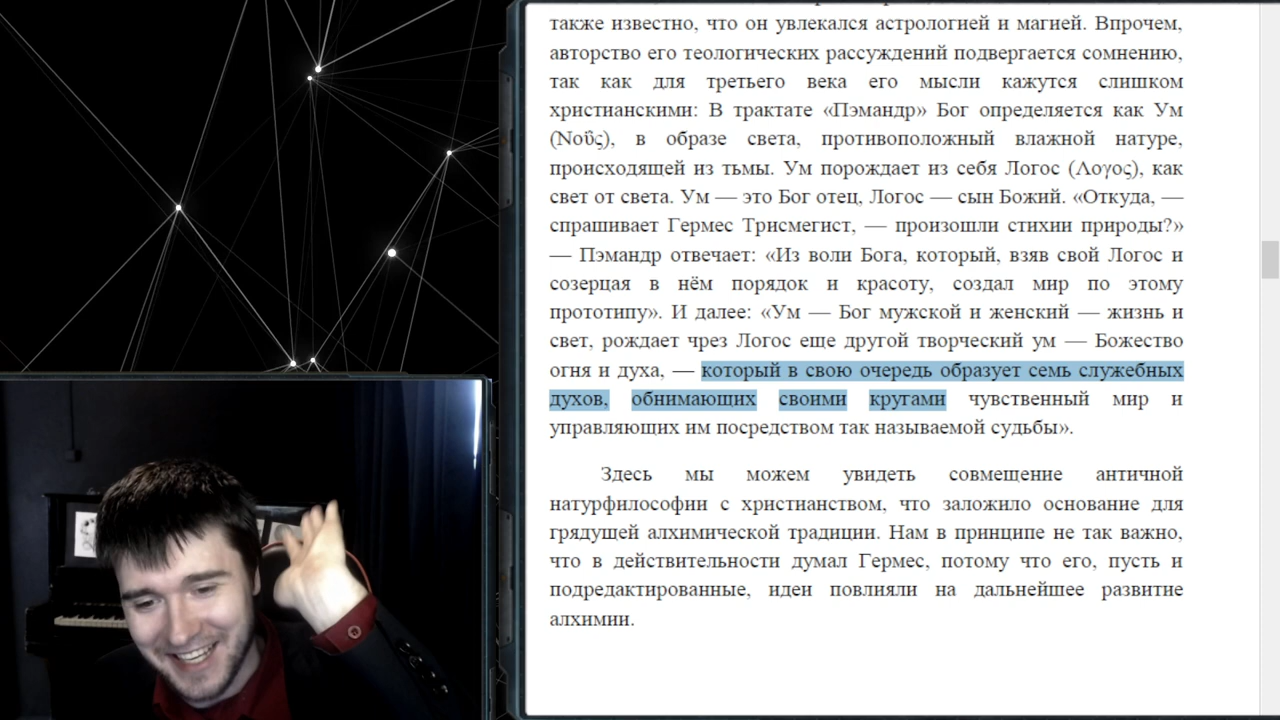 также известно, что он увлекался астрологией и магией. Впрочем,
авторство его теологических рассуждений подвергается сомнению,
так как для третьего века его мысли кажутся слишком
христианскими: В трактате «Пэмандр» Бог определяется как Ум
(Νοῦς), в образе света, противоположный влажной натуре,
происходящей из тьмы. Ум порождает из себя Логос (Λογος), как
свет от света. Ум — это Бог отец, Логос — сын Божий. «Откуда, —
спрашивает Гермес Трисмегист, — произошли стихии природы?»
— Пэмандр отвечает: «Из воли Бога, который, взяв свой Логос и
созерцая в нём порядок и красоту, создал мир по этому
прототипу». И далее: «Ум — Бог мужской и женский — жизнь и
свет, рождает чрез Логос еще другой творческий ум — Божество
огня и духа, — который в свою очередь образует семь служебных
духов, обнимающих своими кругами чувственный мир и
управляющих им посредством так называемой судьбы».
Здесь мы можем увидеть совмещение античной
натурфилософии с христианством, что заложило основание для
грядущей алхимической традиции. Нам в принципе не так важно,
что в действительности думал Гермес, потому что его, пусть и
подредактированные, идеи повлияли на дальнейшее развитие
алхимии.